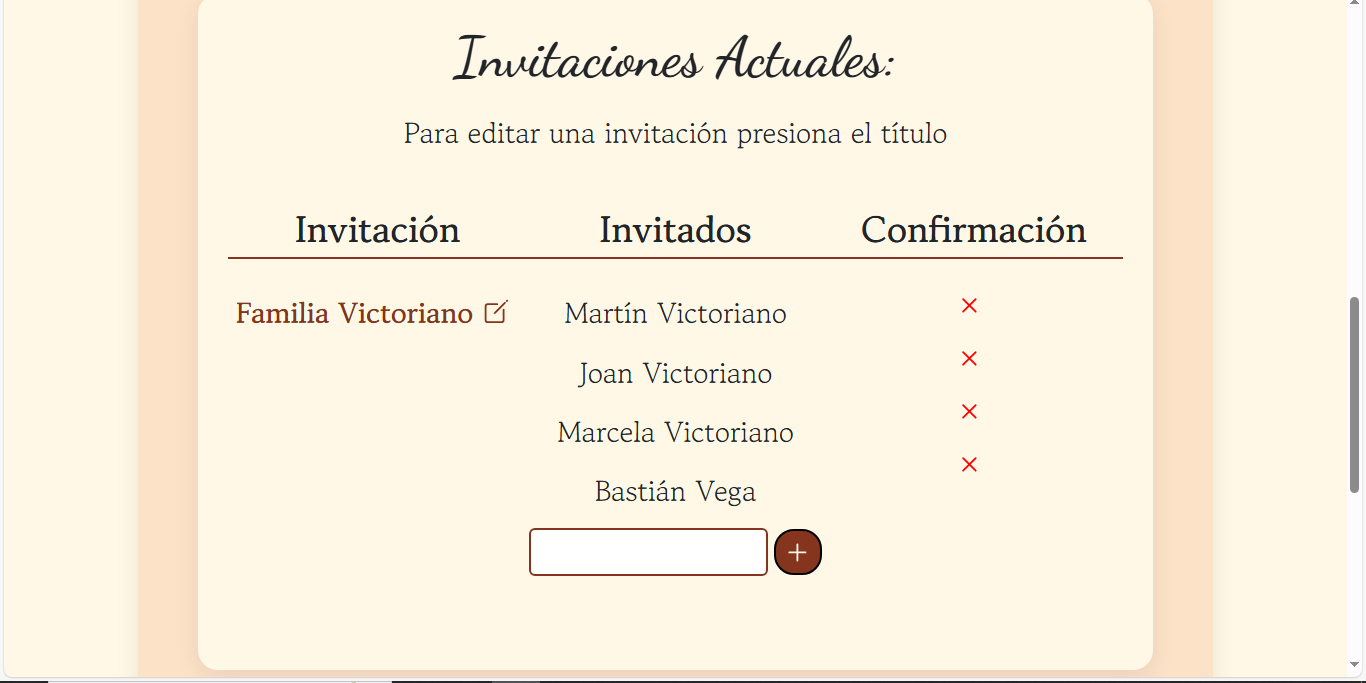 Invitaciones Actuales:
Para editar una invitación presiona el título
Invitación Invitados Confirmación
Familia Victoriano Martín Victoriano
Joan Victoriano
Marcela Victoriano
Bastián Vega